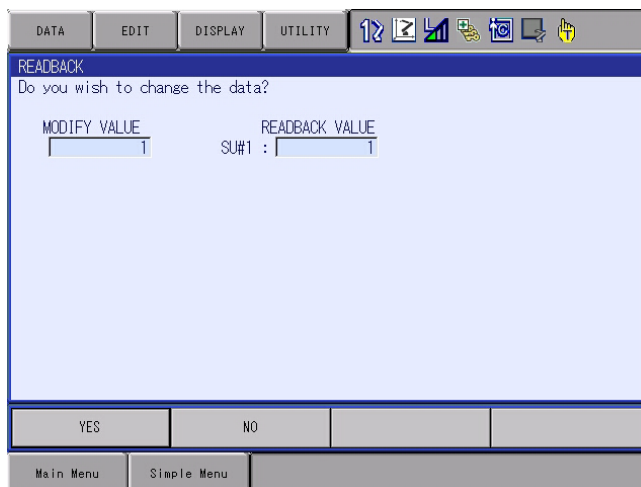 DATA EDIT DISPLAY UTILITY
READBACK
Do you wish to change the data?
MODIFY VALUE READBACK VALUE
1 SU#1 : 1
YES NO
Main Menu Simple Menu